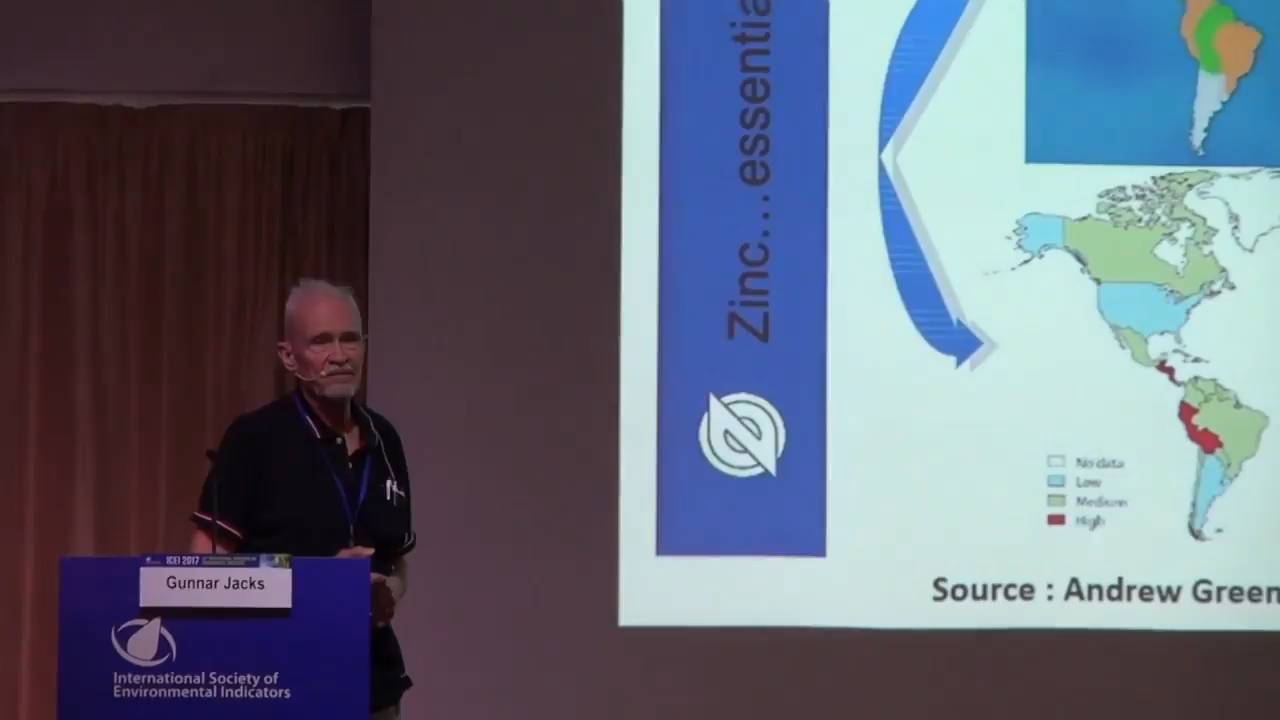 Zinc...essentia
No data
Low
Medium
High
Source : Andrew Green
ICEI 2017
Gunnar Jacks
International Society of
Environmental Indicators